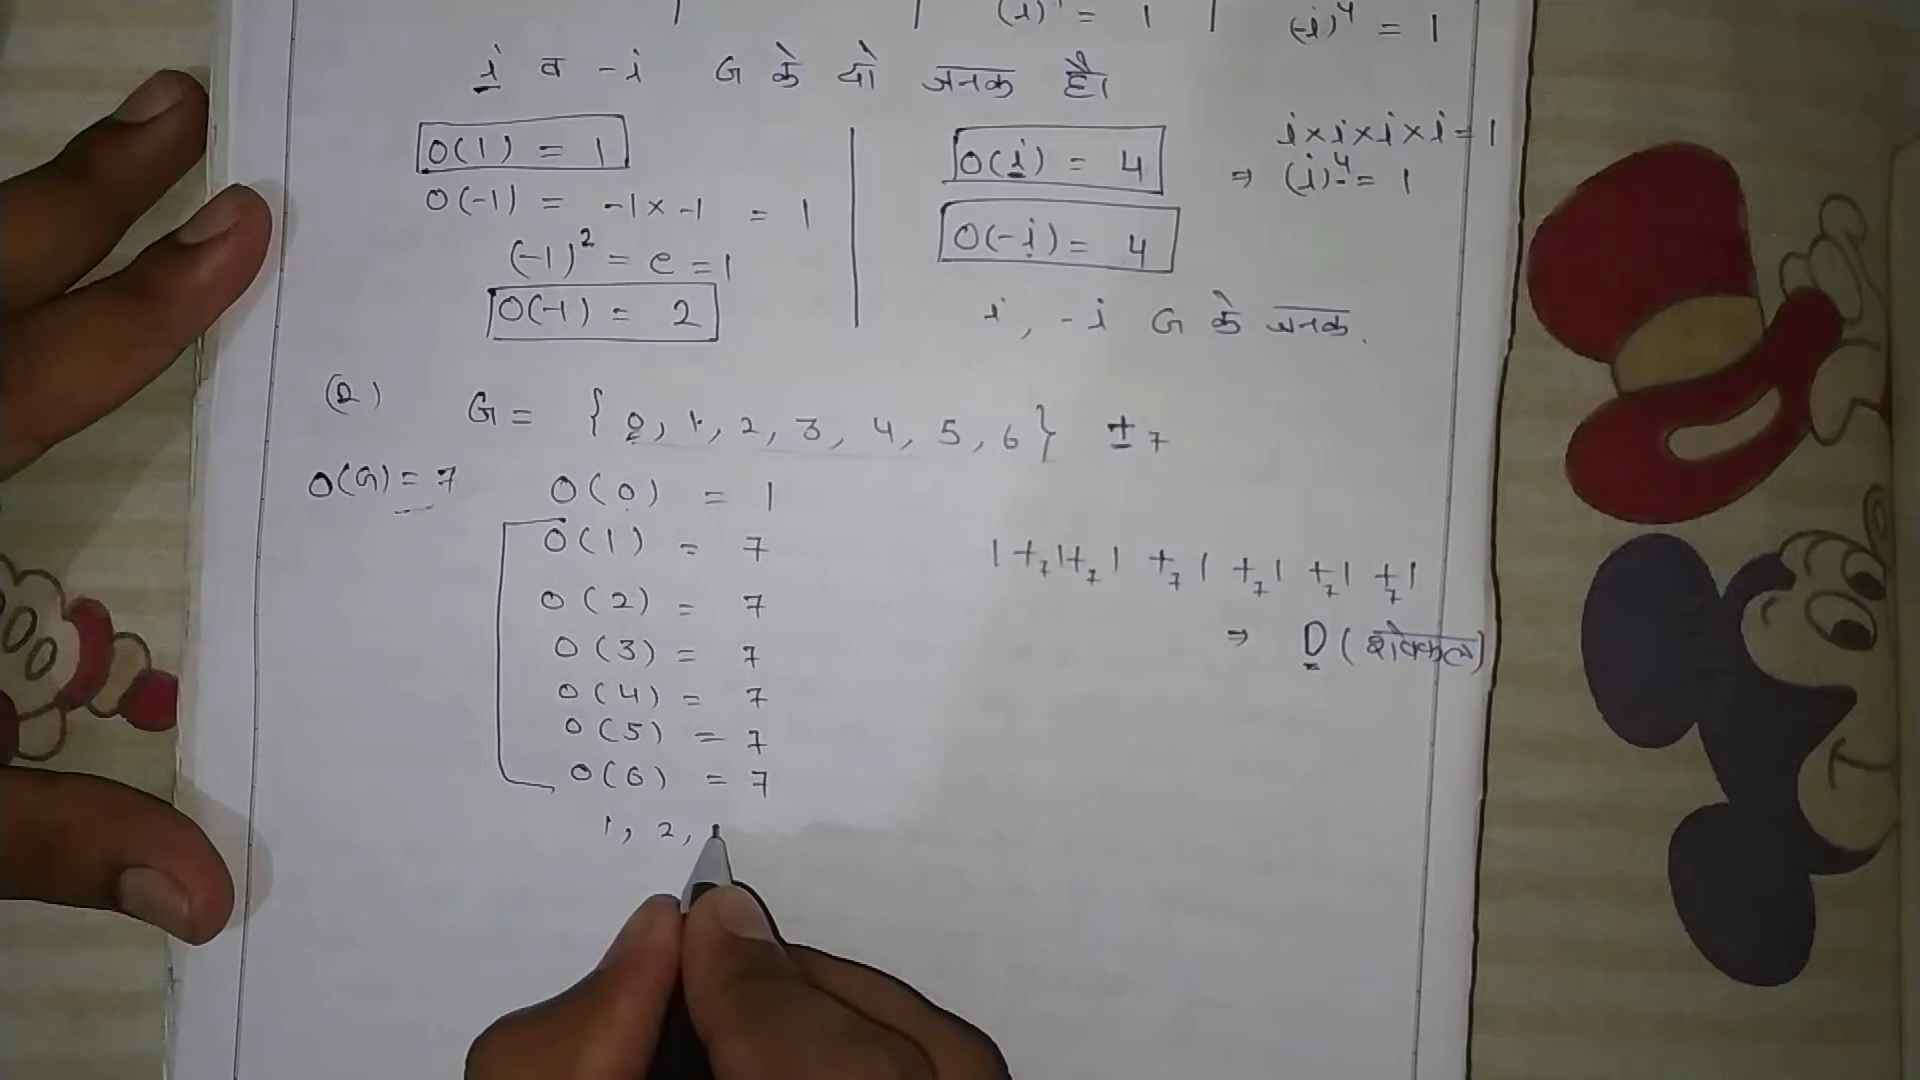 (i)⁴ = 1
(-i)⁴ = 1
i व -i G के दो जनक है।
O(1) = 1
O(-1) = -1 x -1 = 1
(-1)² = e = 1
O(-1) = 2
O(i) = 4
i x i x i x i = 1
⇒ (i)⁴ = 1
O(-i) = 4
i, -i G के जनक.
(2) G = { 0, 1, 2, 3, 4, 5, 6 } +₇
O(G) = 7
O(0) = 1
O(1) = 7
O(2) = 7
O(3) = 7
O(4) = 7
O(5) = 7
O(6) = 7
1, 2,
1 +₇ 1 +₇ 1 +₇ 1 +₇ 1 +₇ 1 +₇ 1
⇒ 0